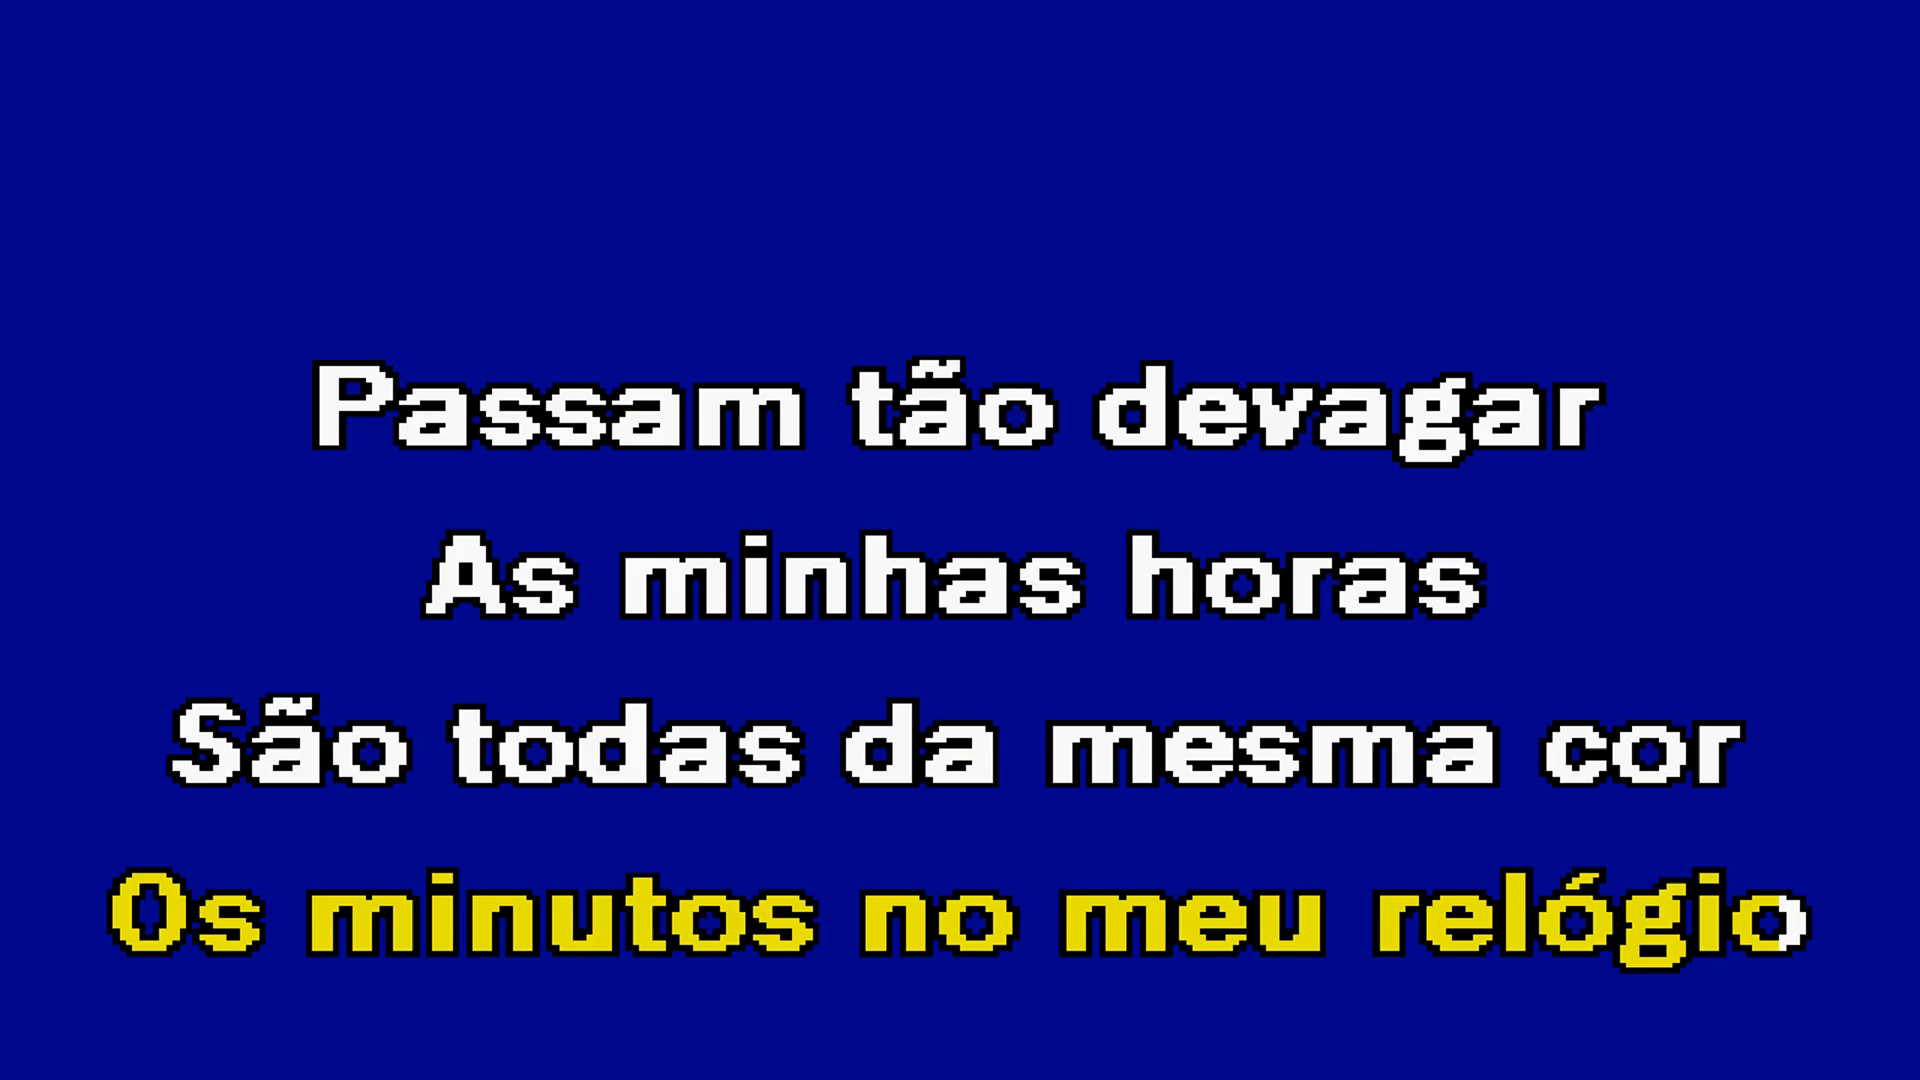 Passam tão devagar
As minhas horas
São todas da mesma cor
Os minutos no meu relógio